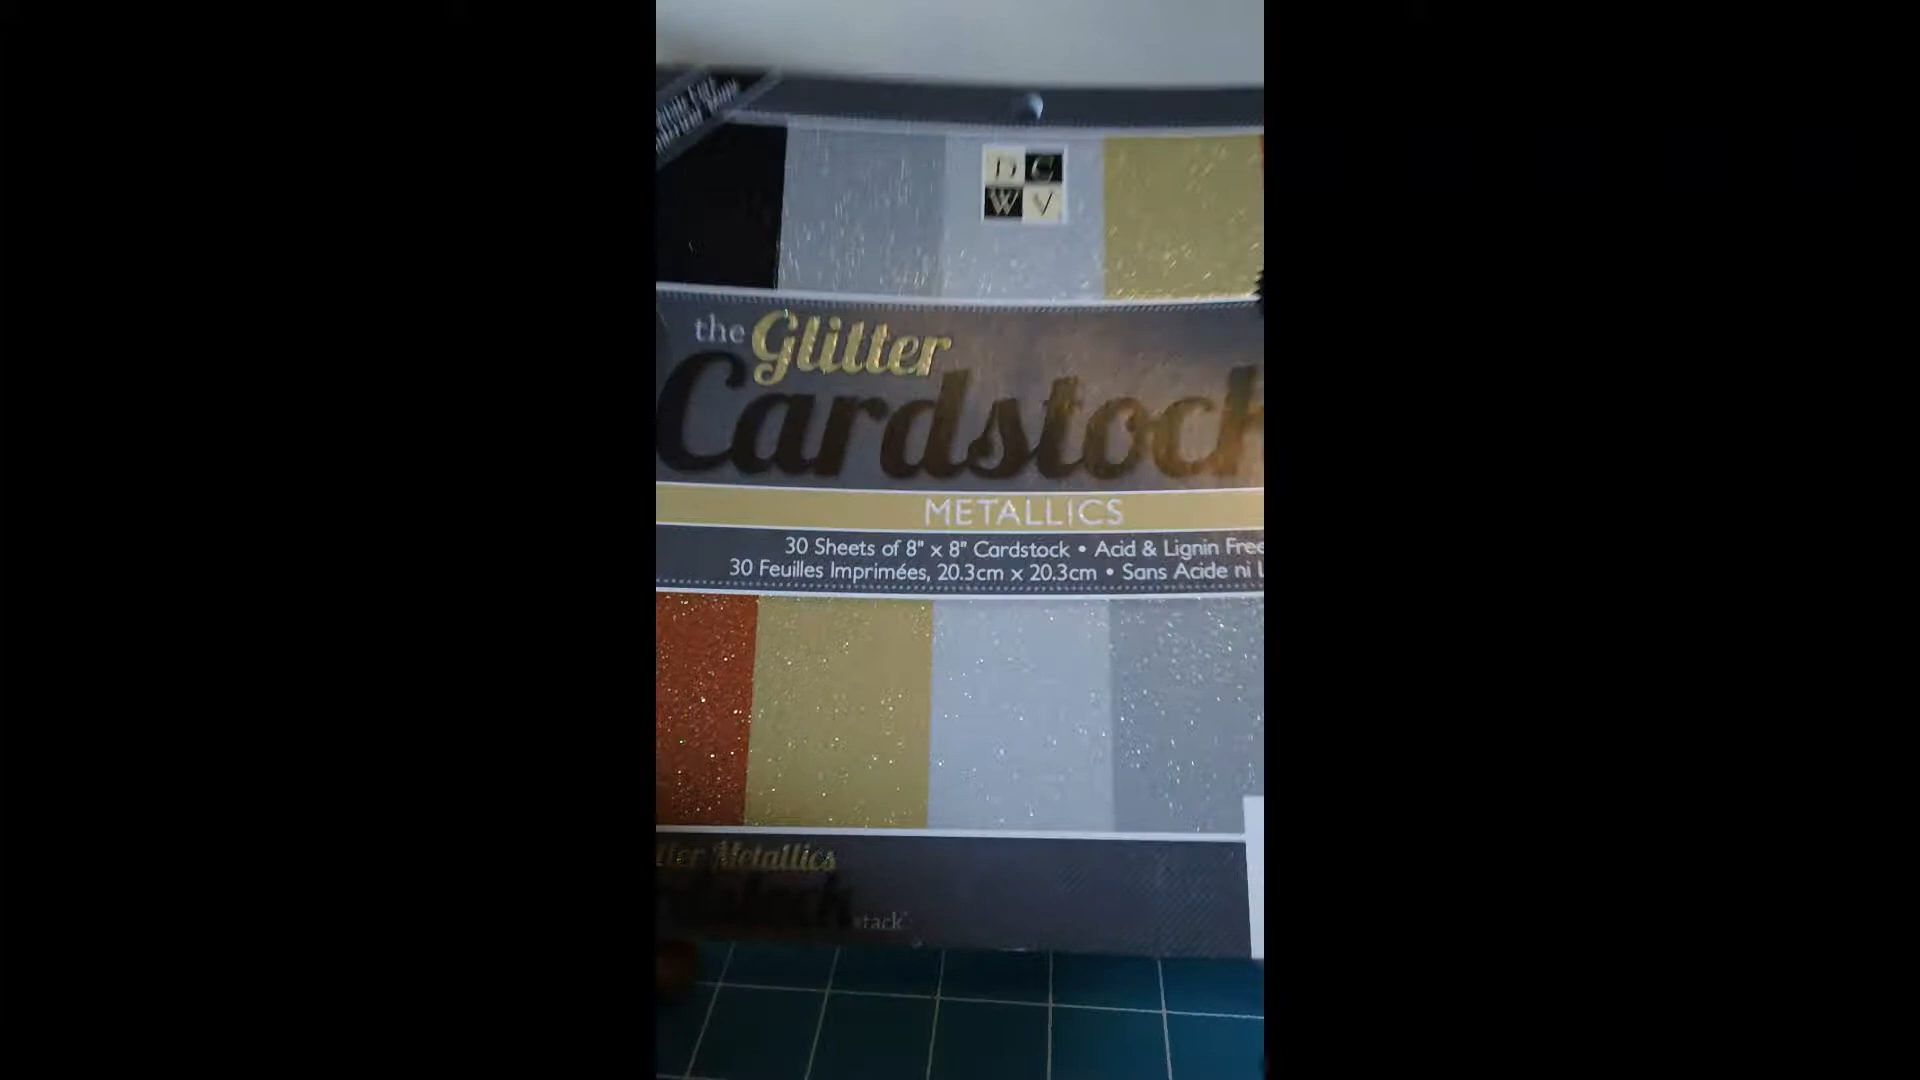 D C
W V
the Glitter
Cardstock
METALLICS
30 Sheets of 8" x 8" Cardstock • Acid & Lignin Free
30 Feuilles Imprimées, 20.3cm x 20.3cm • Sans Acide ni
Metallics